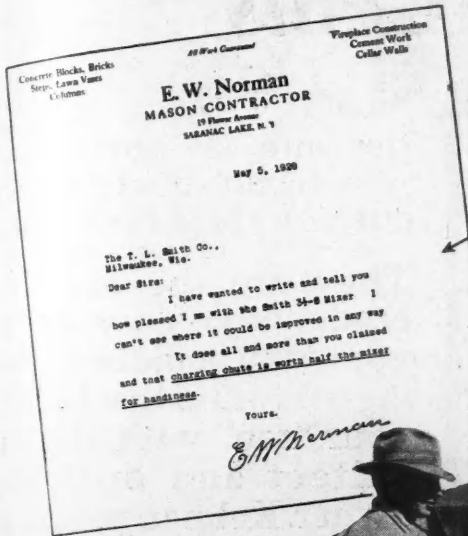 All Work Guaranteed
Concrete Blocks, Bricks
Steps, Lawn Vases
Columns
Fireplace Construction
Cement Work
Cellar Walls
E. W. Norman
MASON CONTRACTOR
19 Flower Avenue
SARANAC LAKE, N. Y.
May 5, 1920
The T. L. Smith Co.,
Milwaukee, Wis.
Dear Sirs:
I have wanted to write and tell you
how pleased I am with the Smith 3½-S Mixer I
can't see where it could be improved in any way
It does all and more than you claimed
and that charging chute is worth half the mixer
for handiness.
Yours,
E W Norman